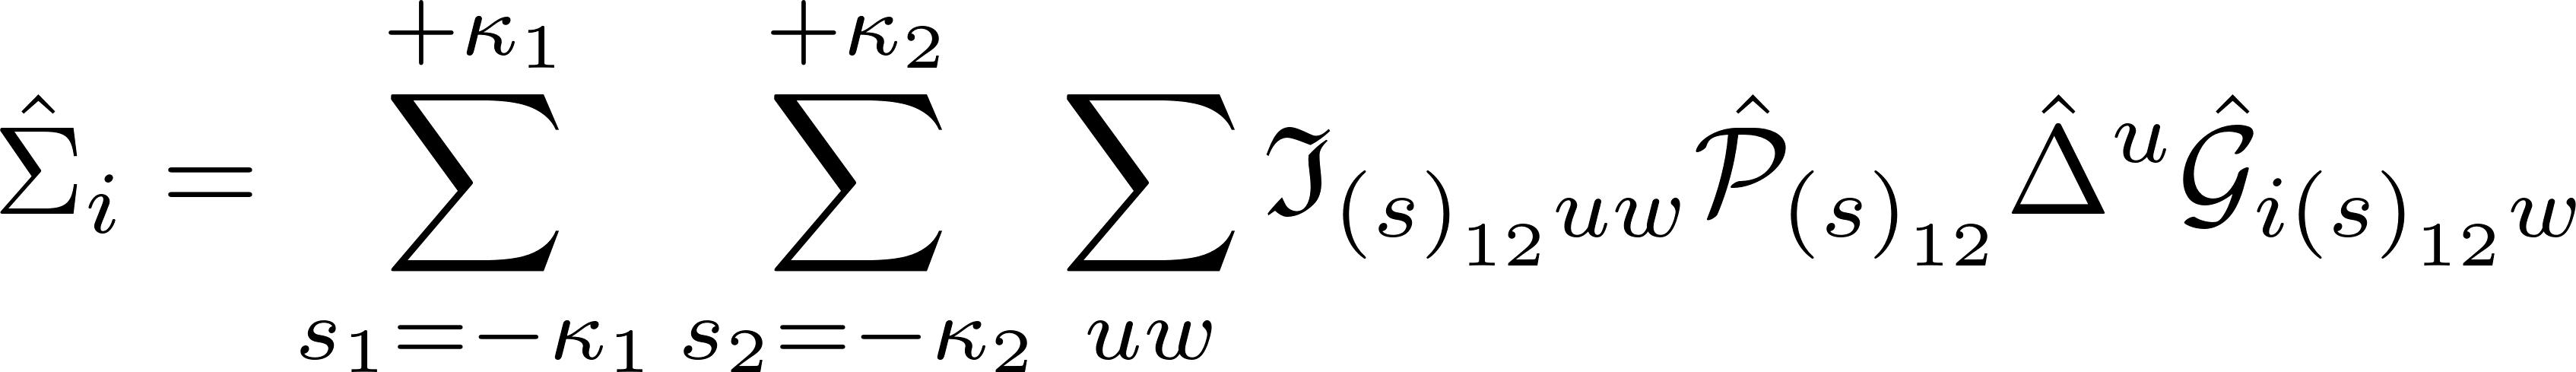 \hat{\Sigma}_i = \sum_{s_1=-\kappa_1}^{+\kappa_1} \sum_{s_2=-\kappa_2}^{+\kappa_2} \sum_{uw} \mathfrak{I}_{(s)_{12}uw} \hat{\mathcal{P}}_{(s)_{12}} \hat{\Delta}^u \hat{\mathcal{G}}_{i(s)_{12}w}